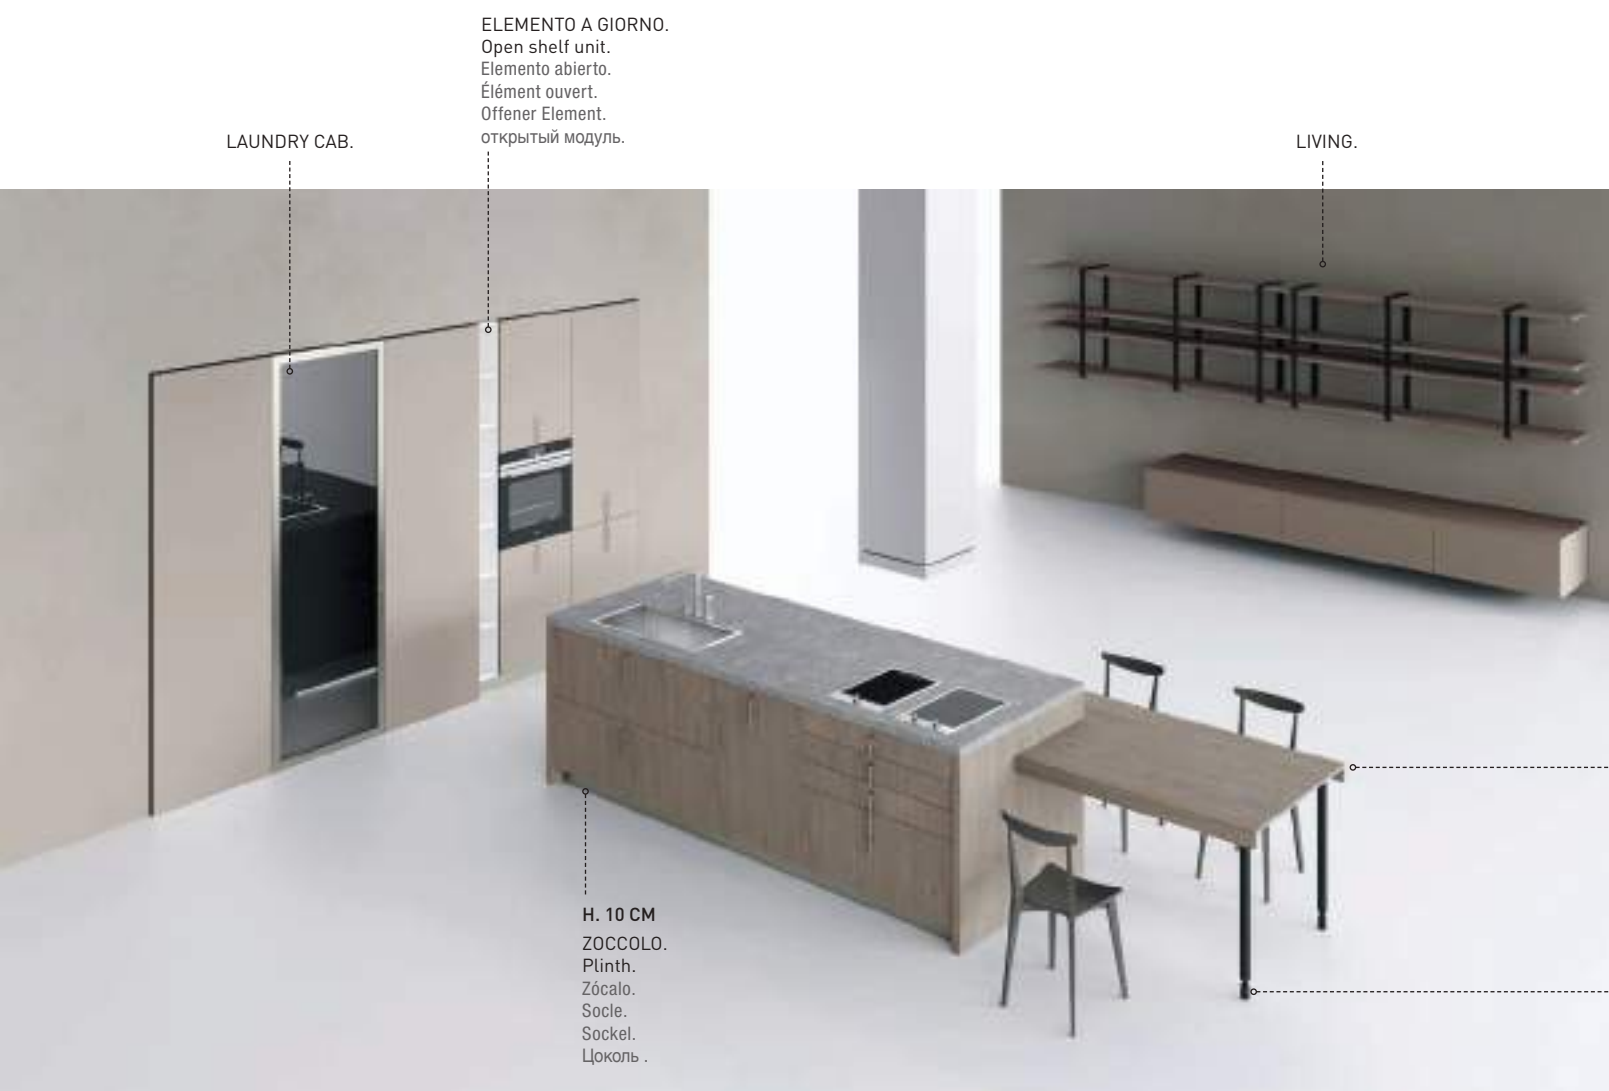 ELEMENTO A GIORNO.
Open shelf unit.
Elemento abierto.
Élément ouvert.
Offener Element.
открытый модуль.
LAUNDRY CAB.
LIVING.
H. 10 CM
ZOCCOLO.
Plinth.
Zócalo.
Socle.
Sockel.
Цоколь .